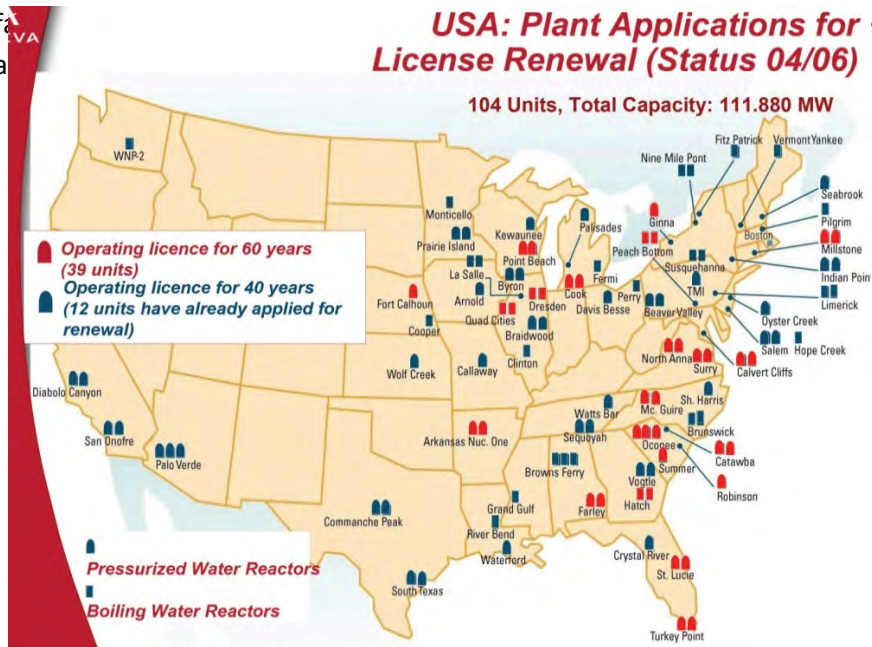 EVA
USA: Plant Applications for
License Renewal (Status 04/06)
104 Units, Total Capacity: 111.880 MW
WNP-2
Fitz Patrick
Vermont Yankee
Nine Mile Pont
Seabrook
Monticello
Kewaunee
Palisades
Ginna
Pilgrim
Boston
Prairie Island
Point Beach
Peach Bottom
Millstone
Operating licence for 60 years
(39 units)
La Salle
Byron
Fermi
Susquehanna
Indian Point
Operating licence for 40 years
(12 units have already applied for
renewal)
Arnold
Dresden
Cook
Perry
TMI
Limerick
Fort Calhoun
Quad Cities
Davis Besse
Beaver Valley
Oyster Creek
Cooper
Braidwood
Salem
Hope Creek
Clinton
North Anna
Surry
Calvert Cliffs
Wolf Creek
Callaway
Diabolo Canyon
Sh. Harris
Watts Bar
Mc. Guire
San Onofre
Arkansas Nuc. One
Sequoyah
Brunswick
Palo Verde
Oconee
Catawba
Browns Ferry
Summer
Vogtle
Robinson
Commanche Peak
Grand Gulf
Farley
Hatch
River Bend
Waterford
Crystal River
Pressurized Water Reactors
St. Lucie
South Texas
Boiling Water Reactors
Turkey Point